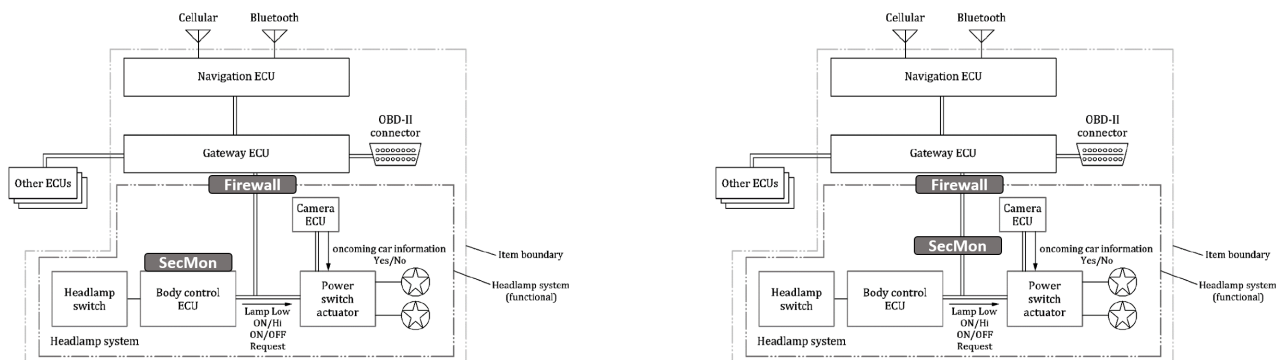 Cellular
Bluetooth
Navigation ECU
OBD-II
connector
Gateway ECU
Other ECUs
Firewall
Camera
ECU
oncoming car information
Yes/No
SecMon
Item boundary
Headlamp
switch
Body control
ECU
Power
switch
actuator
Headlamp system
(functional)
Lamp Low
ON/Hi
ON/OFF
Request
Headlamp system
Cellular
Bluetooth
Navigation ECU
OBD-II
connector
Gateway ECU
Other ECUs
Firewall
Camera
ECU
SecMon
oncoming car information
Yes/No
Item boundary
Headlamp
switch
Body control
ECU
Power
switch
actuator
Headlamp system
(functional)
Lamp Low
ON/Hi
ON/OFF
Request
Headlamp system